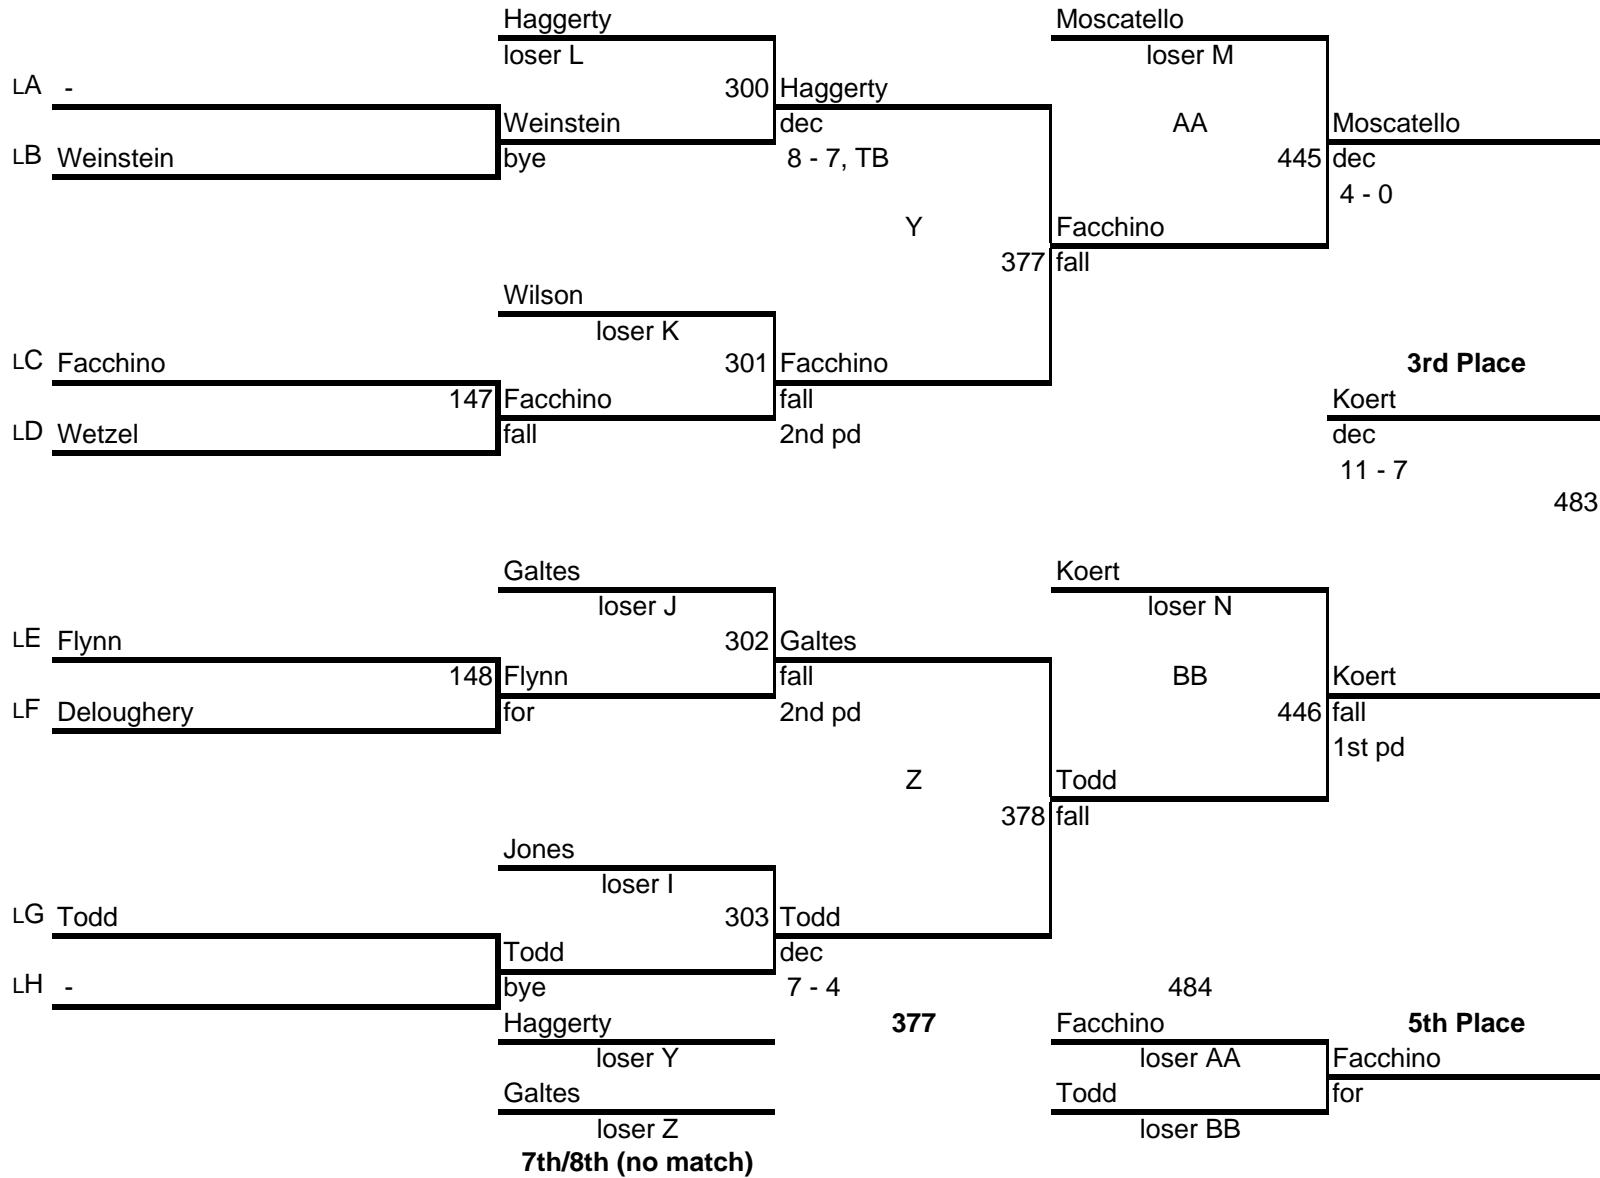 Haggerty Moscatello
loser L loser M
LA - 300 Haggerty
Weinstein dec AA Moscatello
LB Weinstein bye 8 - 7, TB 445 dec
4 - 0
Y Facchino
377 fall
Wilson
loser K
LC Facchino 301 Facchino 3rd Place
147 Facchino fall Koert
LD Wetzel fall 2nd pd dec
11 - 7
483
Galtes Koert
loser J loser N
LE Flynn 302 Galtes
148 Flynn fall BB Koert
LF Deloughery for 2nd pd 446 fall
1st pd
Z Todd
378 fall
Jones
loser I
LG Todd 303 Todd
Todd dec
LH - bye 7 - 4 484
Haggerty 377 Facchino 5th Place
loser Y loser AA Facchino
Galtes Todd for
loser Z loser BB
7th/8th (no match)